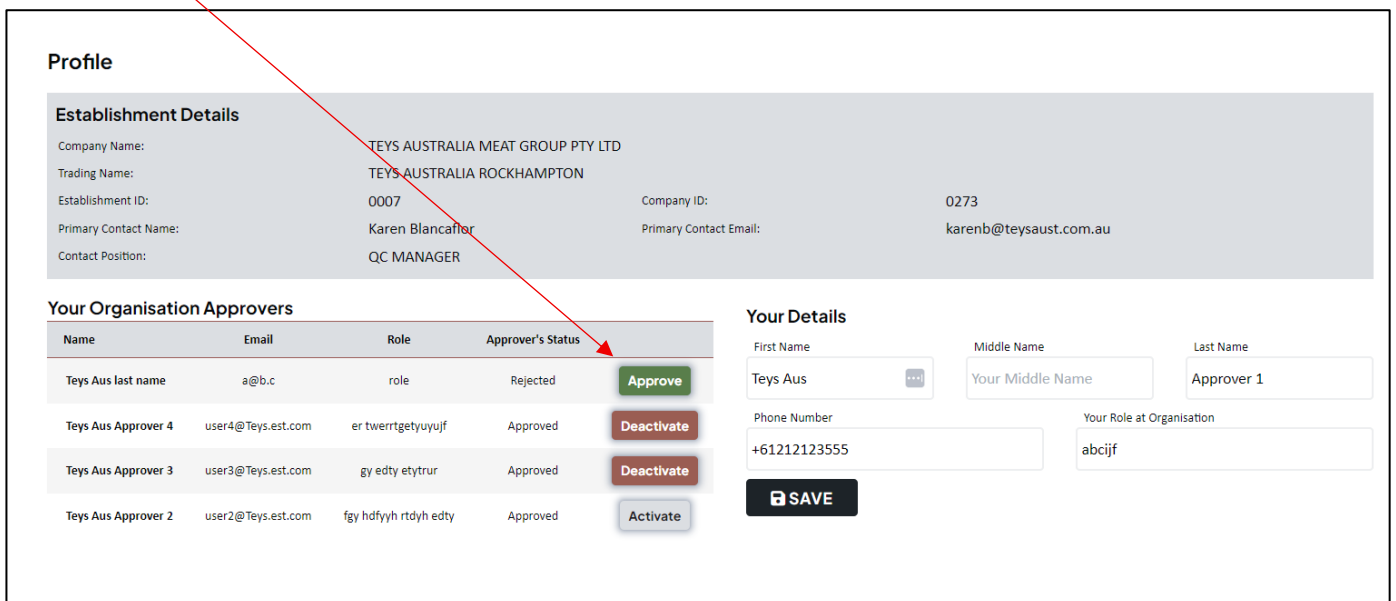 Profile
Establishment Details
Company Name: TEYS AUSTRALIA MEAT GROUP PTY LTD
Trading Name: TEYS AUSTRALIA ROCKHAMPTON
Establishment ID: 0007 Company ID: 0273
Primary Contact Name: Karen Blancaflor Primary Contact Email: karenb@teysaust.com.au
Contact Position: QC MANAGER
Your Organisation Approvers
Name Email Role Approver's Status
Teys Aus last name a@b.c role Rejected Approve
Teys Aus Approver 4 user4@Teys.est.com er twerrtgetyuyujf Approved Deactivate
Teys Aus Approver 3 user3@Teys.est.com gy edty etytrur Approved Deactivate
Teys Aus Approver 2 user2@Teys.est.com fgy hdfyyh rtdyh edty Approved Activate
Your Details
First Name Middle Name Last Name
Teys Aus Your Middle Name Approver 1
Phone Number Your Role at Organisation
+61212123555 abcijf
SAVE